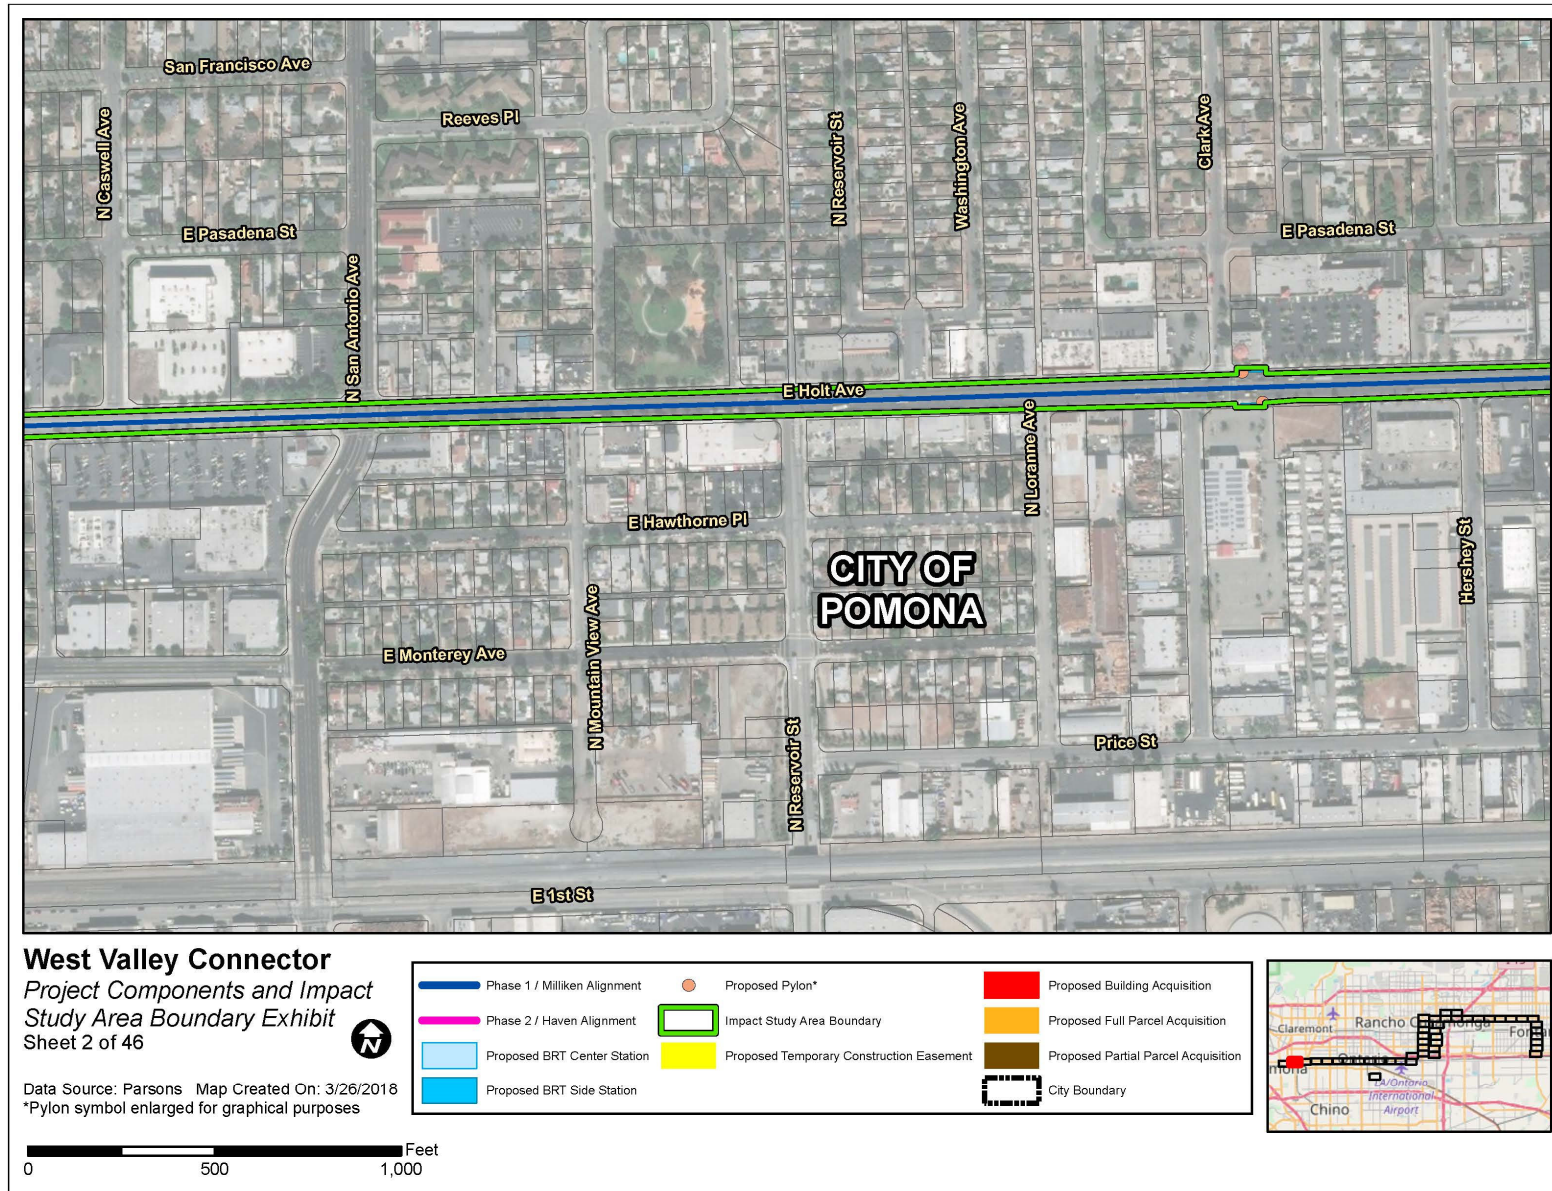 San Francisco Ave
Reeves Pl
N Caswell Ave
N Reservoir St
Washington Ave
Clark Ave
E Pasadena St
E Pasadena St
N San Antonio Ave
E Holt Ave
N Loranne Ave
E Hawthorne Pl
CITY OF
POMONA
Hershey St
N Mountain View Ave
E Monterey Ave
N Reservoir St
Price St
E 1st St
West Valley Connector
Project Components and Impact
Study Area Boundary Exhibit
Sheet 2 of 46
N
Data Source: Parsons Map Created On: 3/26/2018
*Pylon symbol enlarged for graphical purposes
Feet
0 500 1,000
Phase 1 / Milliken Alignment
Phase 2 / Haven Alignment
Proposed BRT Center Station
Proposed BRT Side Station
Proposed Pylon*
Impact Study Area Boundary
Proposed Temporary Construction Easement
Proposed Building Acquisition
Proposed Full Parcel Acquisition
Proposed Partial Parcel Acquisition
City Boundary
Claremont
Ontario
LA/Ontario
International
Airport
Chino